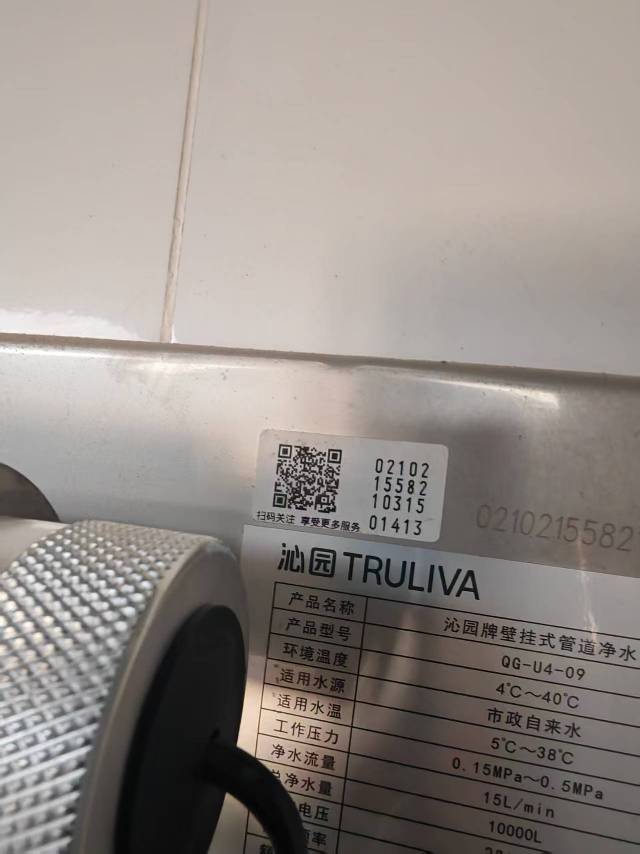 02102
15582
10315
01413
扫码关注 享受更多服务
0210215582
沁园TRULIVA
产品名称 沁园牌壁挂式管道净水
产品型号 QG-U4-09
环境温度 4℃～40℃
适用水源 市政自来水
适用水温 5℃～38℃
工作压力 0.15MPa～0.5MPa
净水流量 15L/min
总净水量 10000L
电压
率